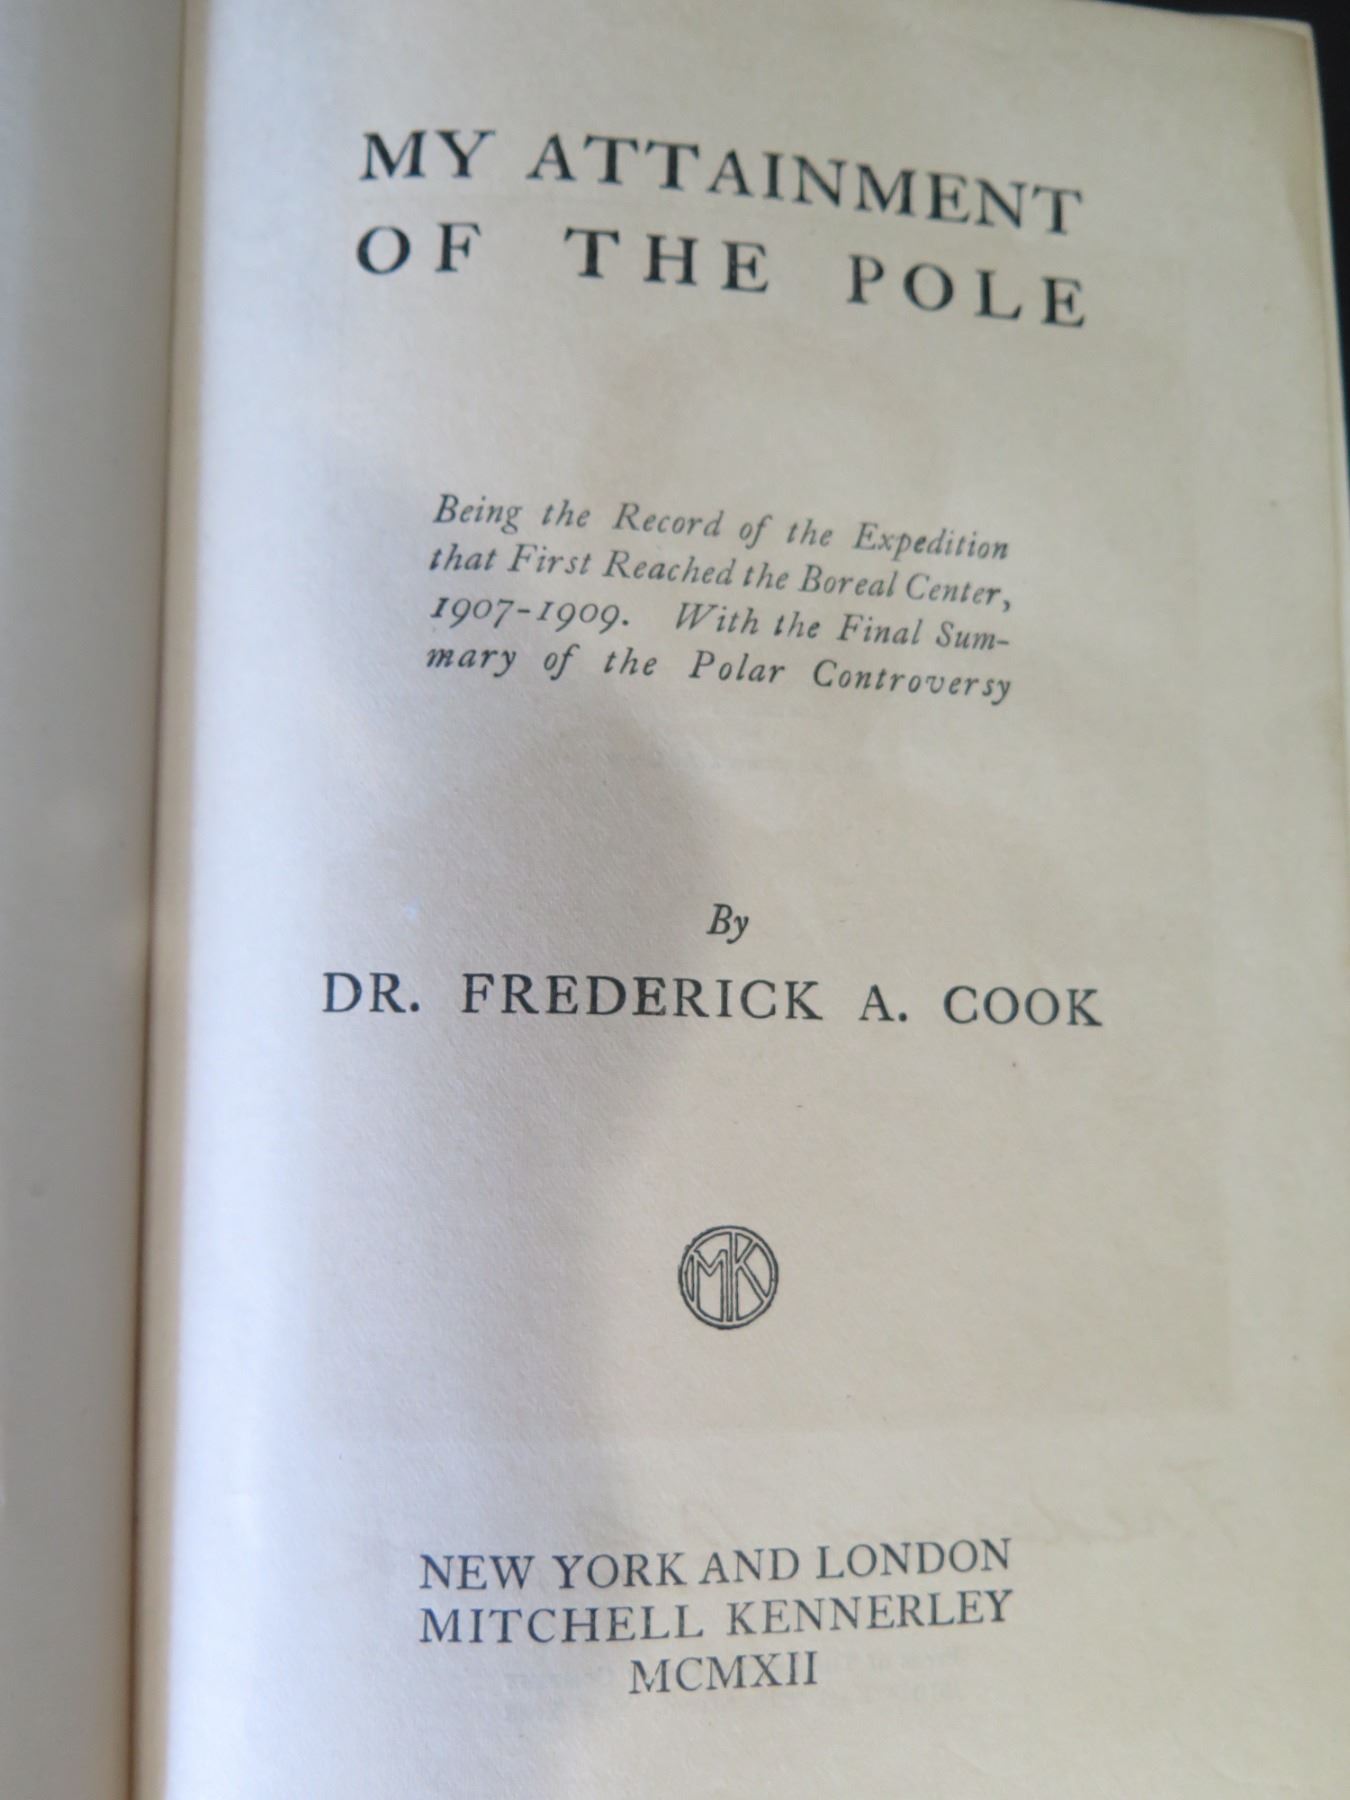 MY ATTAINMENT
OF THE POLE
Being the Record of the Expedition
that First Reached the Boreal Center,
1907-1909. With the Final Sum-
mary of the Polar Controversy
By
DR. FREDERICK A. COOK
MK
NEW YORK AND LONDON
MITCHELL KENNERLEY
MCMXII